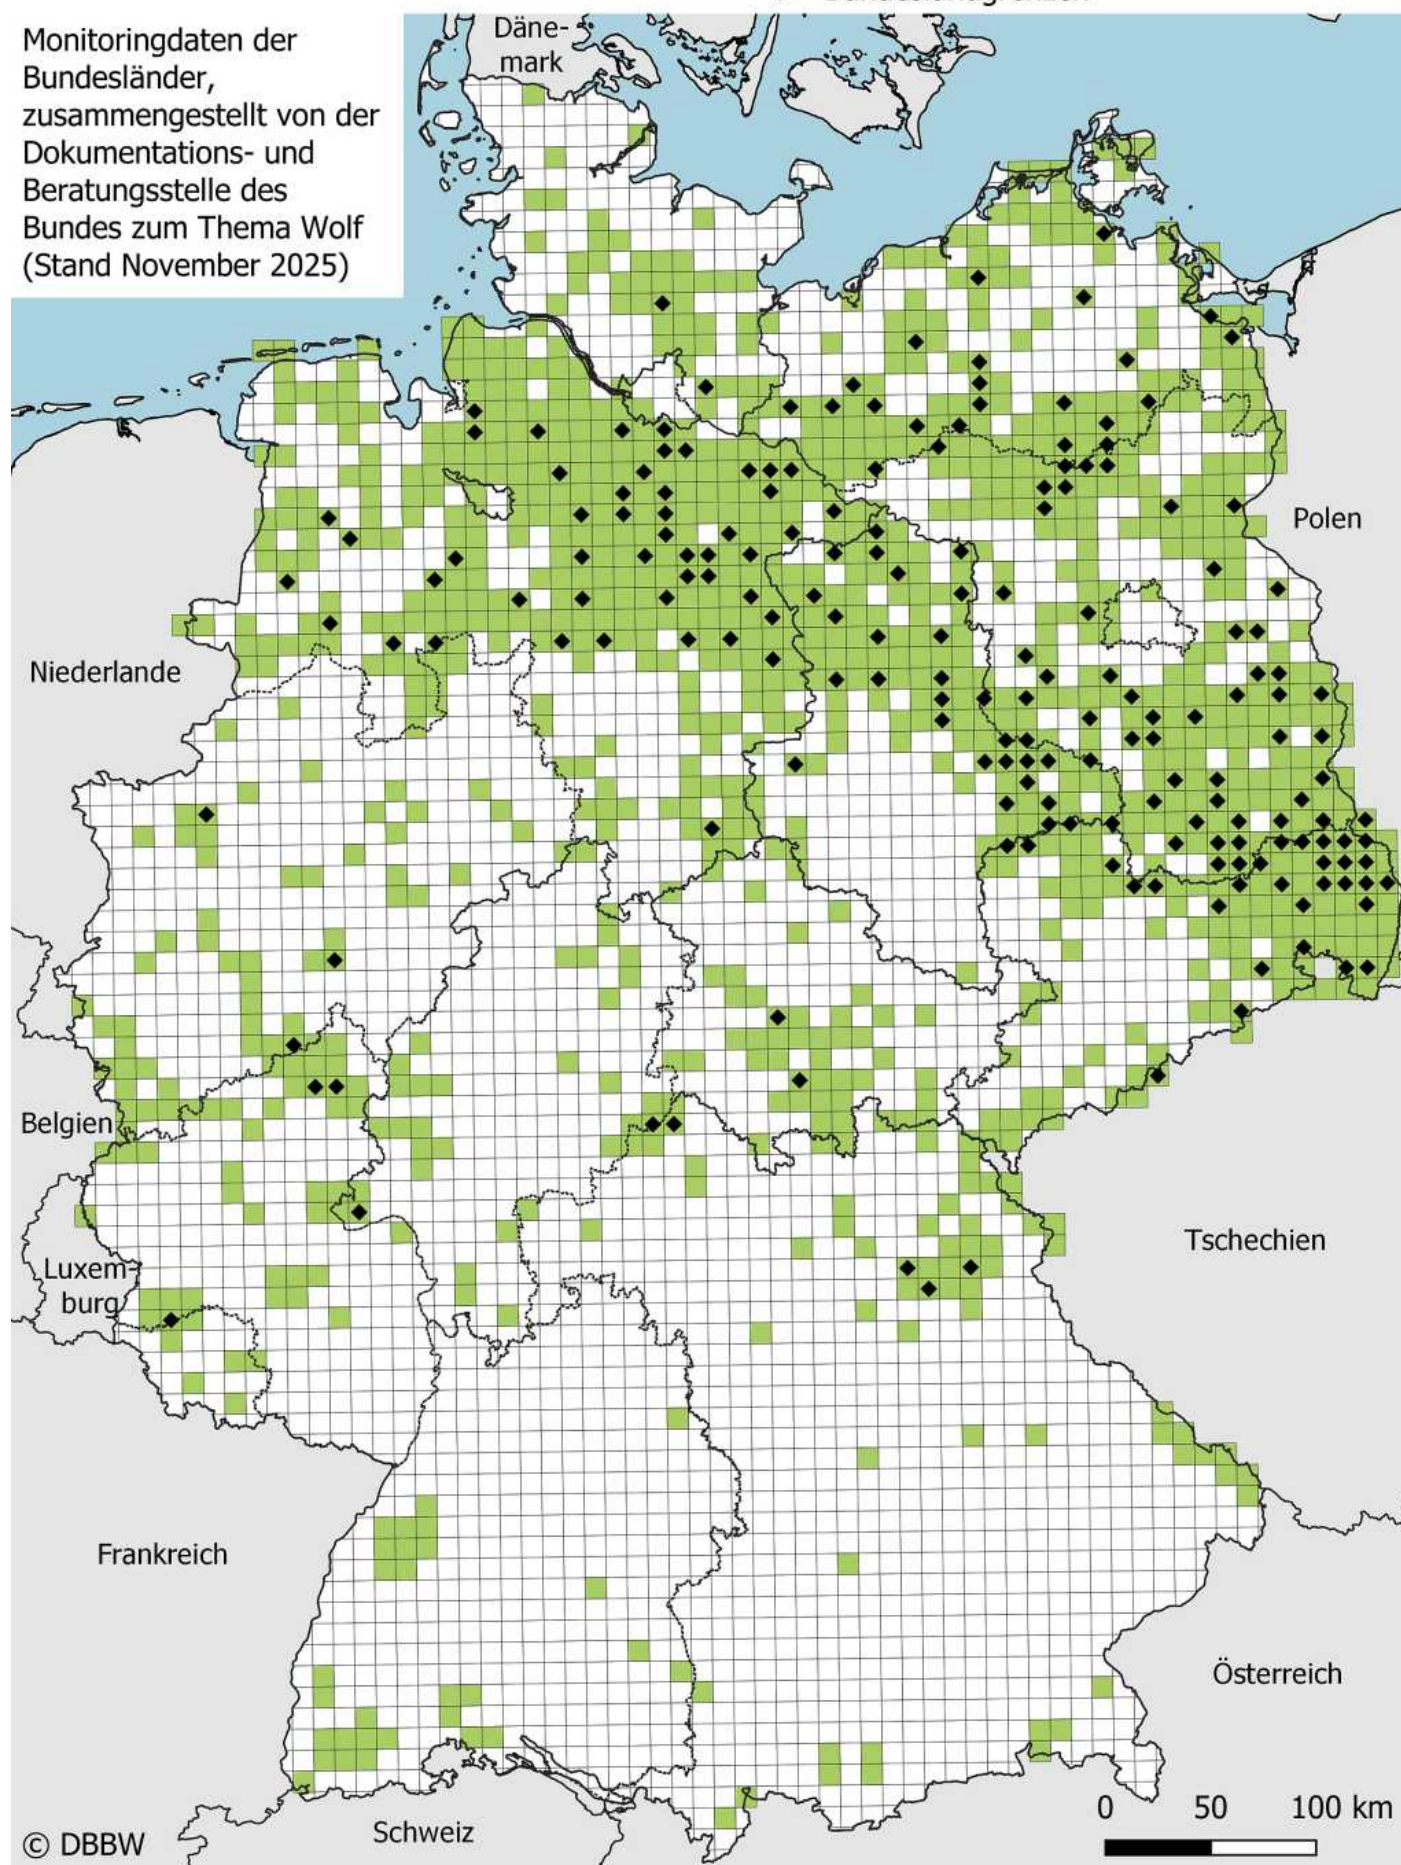 Monitoringdaten der
Bundesländer,
zusammengestellt von der
Dokumentations- und
Beratungsstelle des
Bundes zum Thema Wolf
(Stand November 2025)
Däne-
mark
Polen
Niederlande
Belgien
Luxem-
burg
Tschechien
Frankreich
Österreich
Schweiz
0 50 100 km
© DBBW